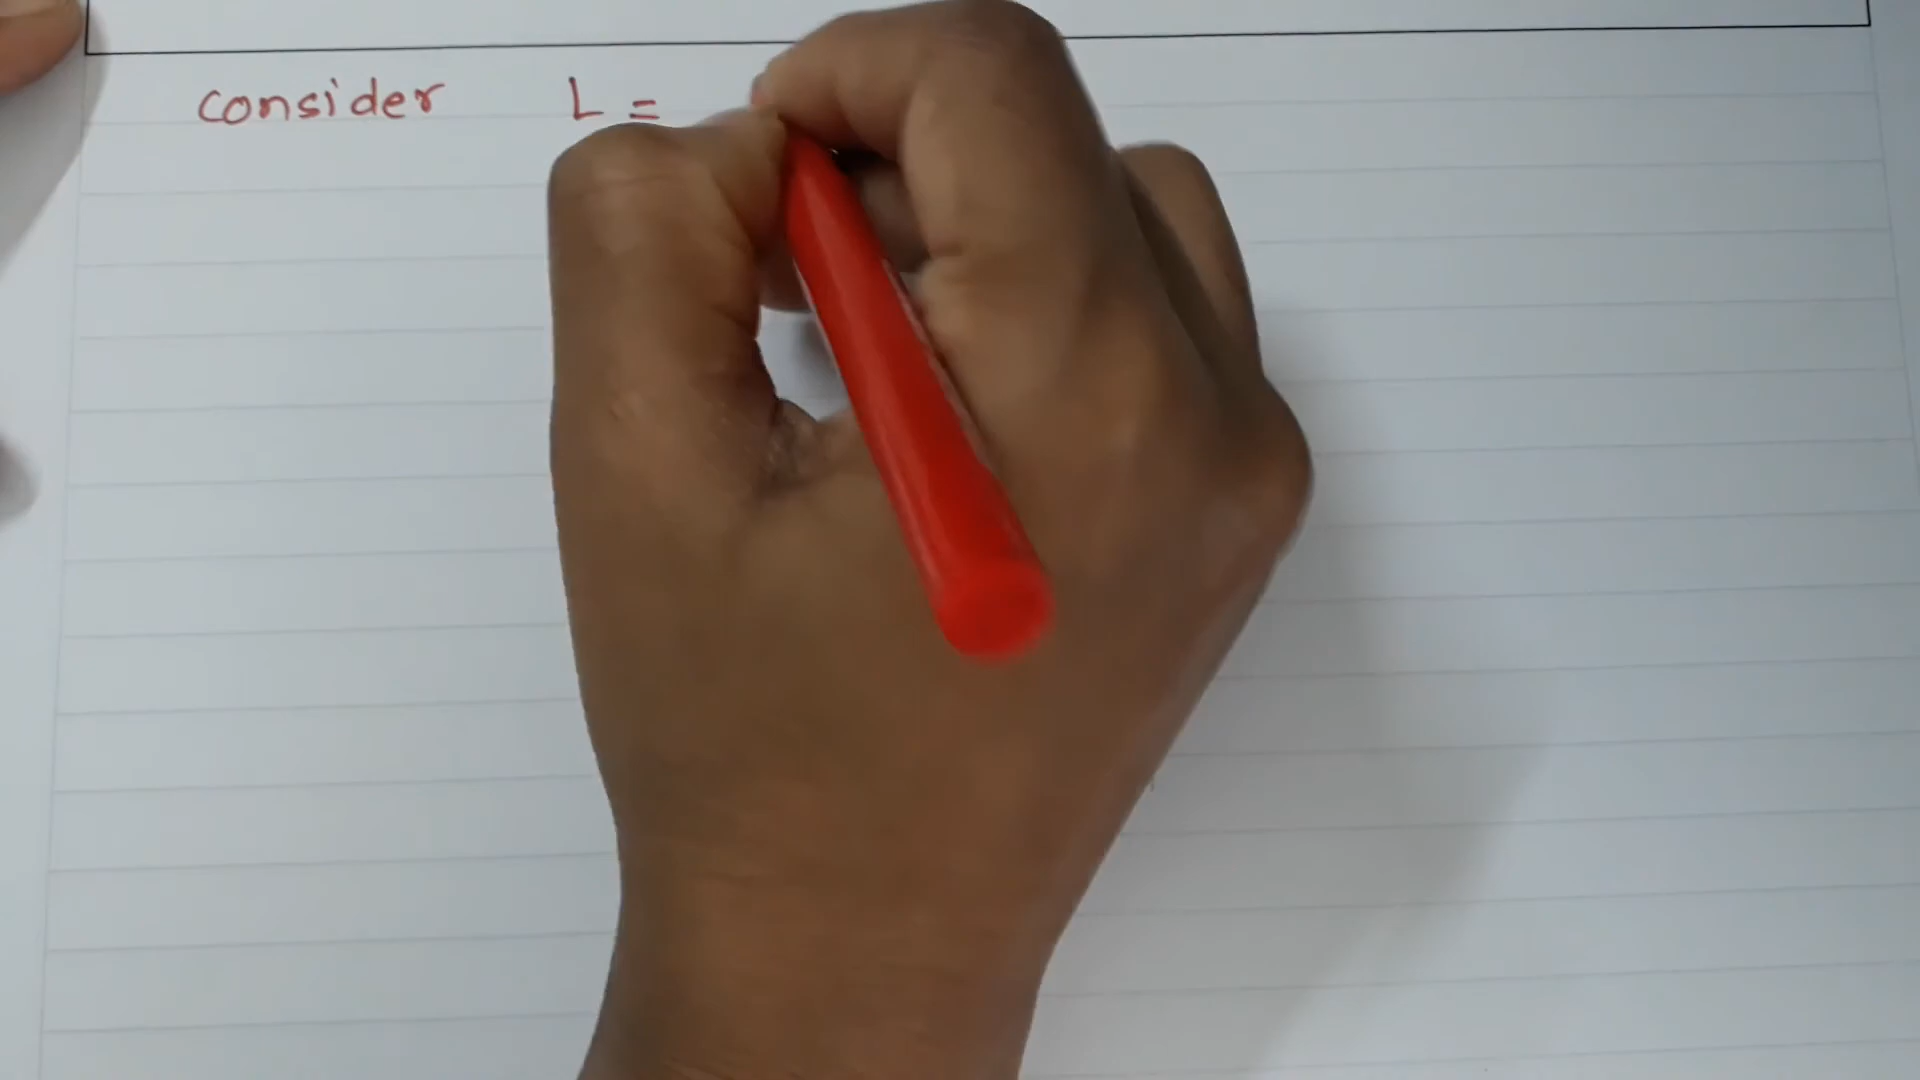 consider L =